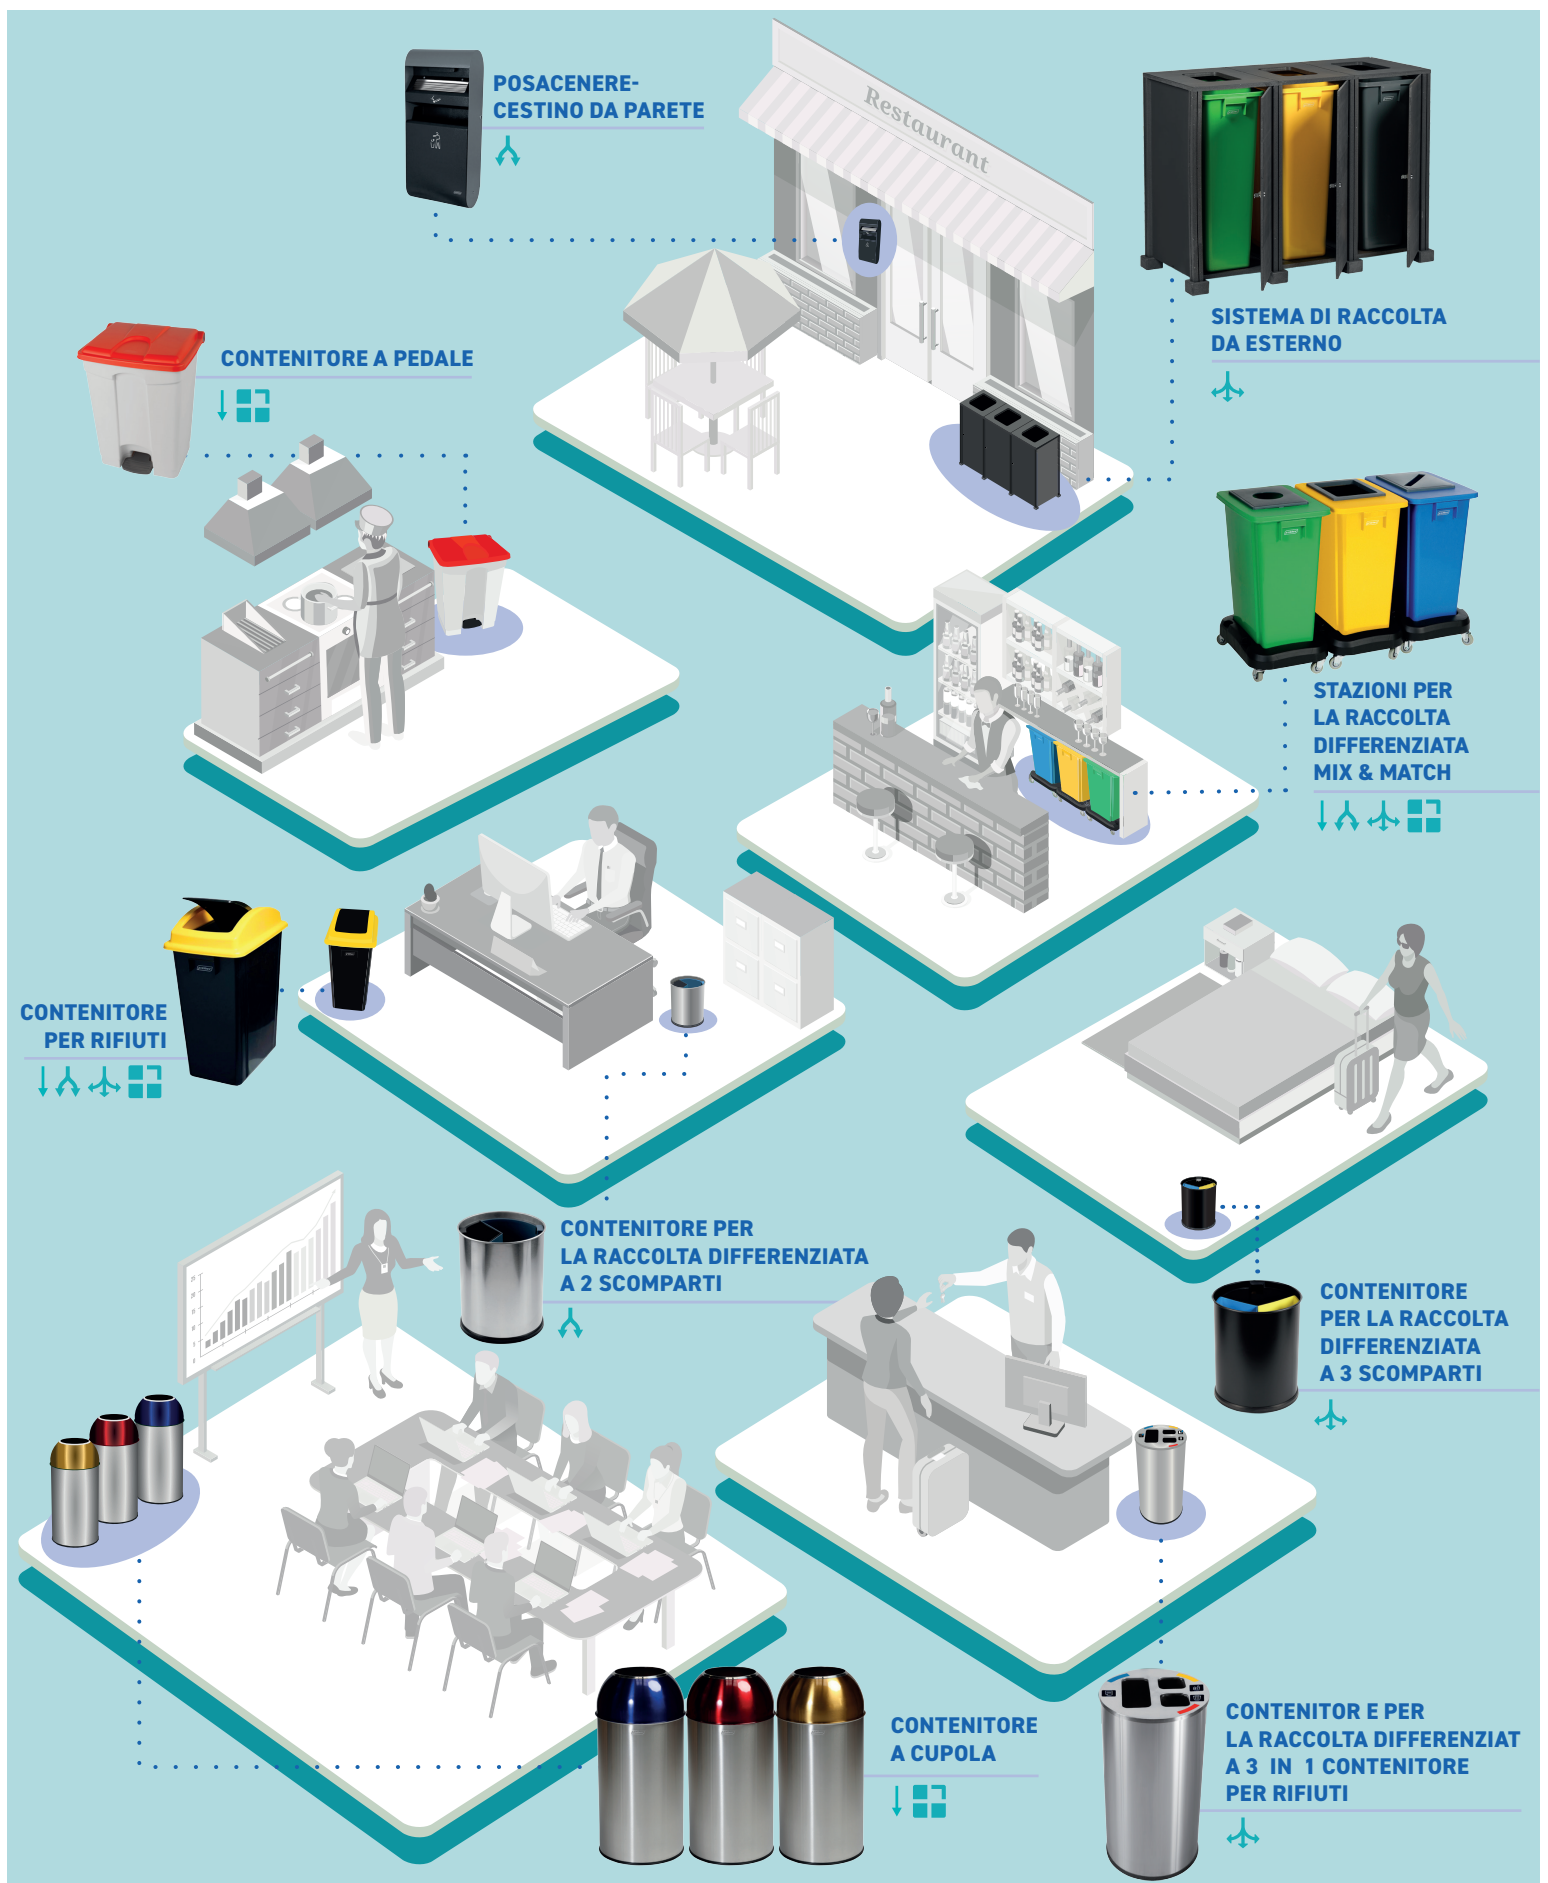 POSACENERE-
CESTINO DA PARETE
Restaurant
SISTEMA DI RACCOLTA
DA ESTERNO
CONTENITORE A PEDALE
STAZIONI PER
LA RACCOLTA
DIFFERENZIATA
MIX & MATCH
CONTENITORE
PER RIFIUTI
CONTENITORE PER
LA RACCOLTA DIFFERENZIATA
A 2 SCOMPARTI
CONTENITORE
PER LA RACCOLTA
DIFFERENZIATA
A 3 SCOMPARTI
CONTENITORE
A CUPOLA
CONTENITOR E PER
LA RACCOLTA DIFFERENZIAT
A 3 IN 1 CONTENITORE
PER RIFIUTI